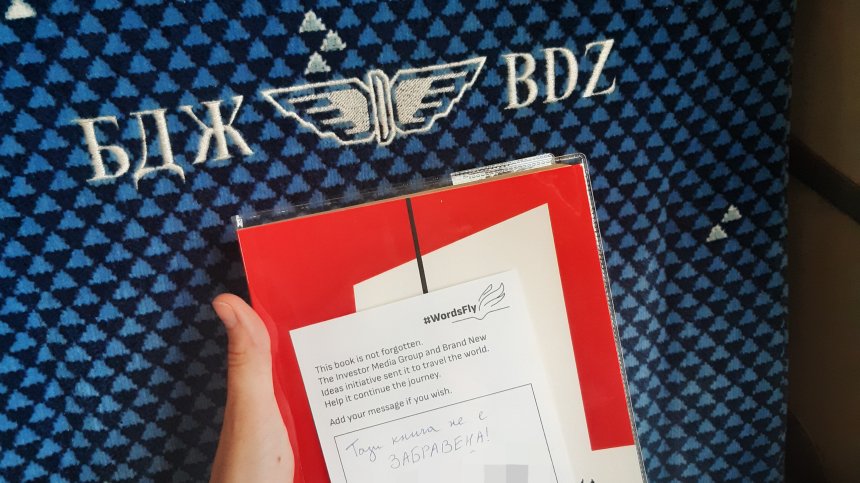 БДЖ BDZ
#WordsFly
This book is not forgotten.
The Investor Media Group and Brand New
Ideas initiative sent it to travel the world.
Help it continue the journey.
Add your message if you wish.
Тази книга не е
ЗАБРАВЕНА!